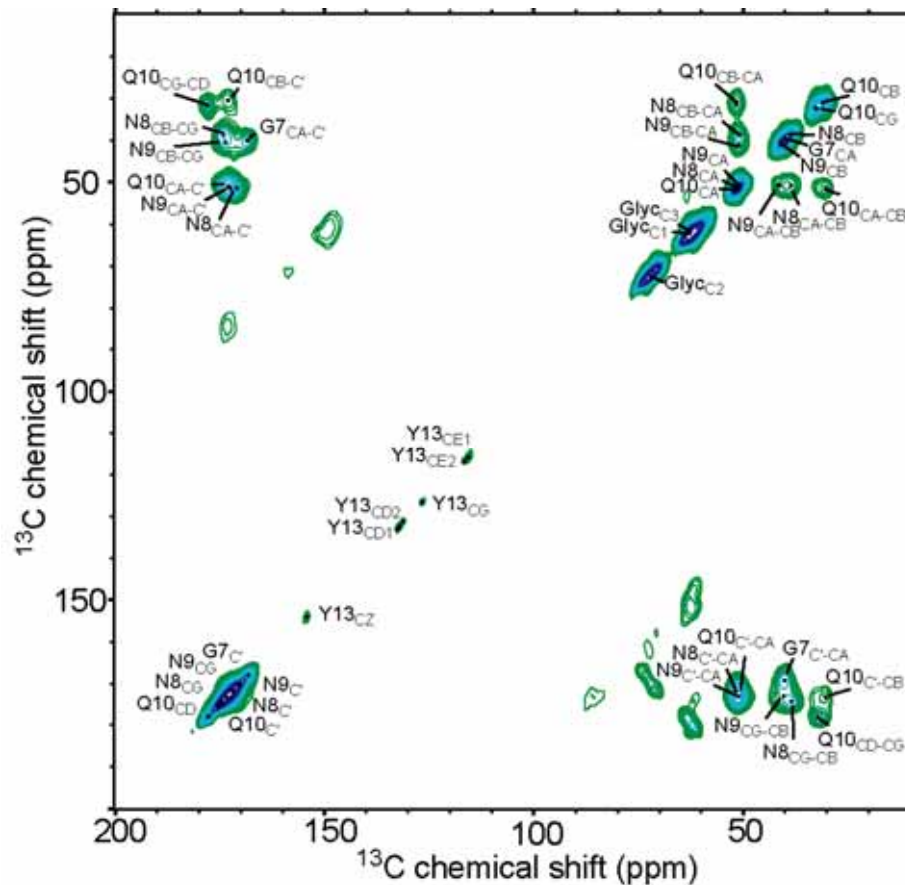 Q10CG-CD
Q10CB-C'
N8CB-CG
G7CA-C'
N9CB-CG
Q10CA-C'
N9CA-C'
N8CA-C'
Q10CB-CA
N8CB-CA
N9CB-CA
N9CA
N8CA
Q10CA
GlycC3
GlycC1
GlycC2
Q10CB
Q10CG
N8CB
G7CA
N9CB
Q10CA-CB
N8CA-CB
N9CA-CB
50
100
150
13C chemical shift (ppm)
Y13CE1
Y13CE2
Y13CD2
Y13CG
Y13CD1
Y13CZ
G7C'
N9CG
N8CG
Q10CD
N9C'
N8C'
Q10C'
Q10C'-CA
N8C'-CA
N9C'-CA
G7C'-CA
Q10C'-CB
N9CG-CB
N8CG-CB
Q10CD-CG
200 150 100 50
13C chemical shift (ppm)